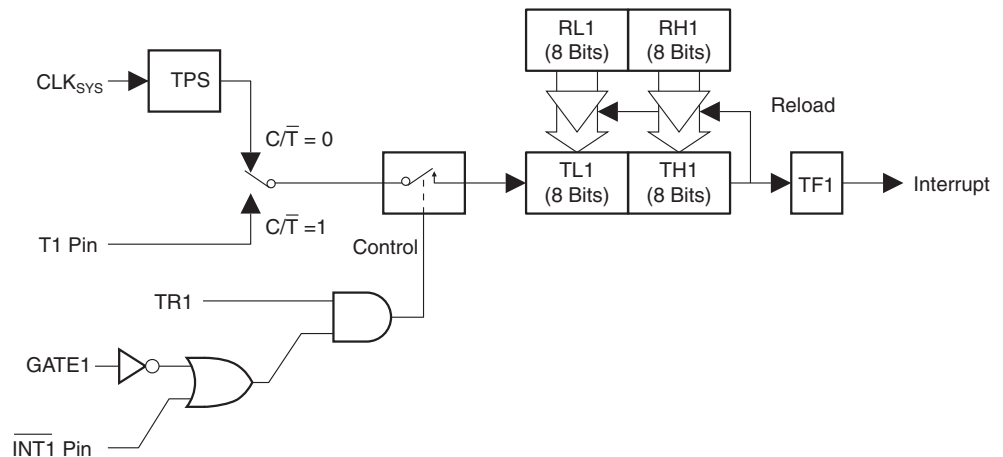 RL1
(8 Bits)
RH1
(8 Bits)
CLKSYS
TPS
Reload
C/T̅ = 0
TL1
(8 Bits)
TH1
(8 Bits)
TF1
Interrupt
C/T̅ =1
T1 Pin
Control
TR1
GATE1
I̅N̅T̅1̅ Pin